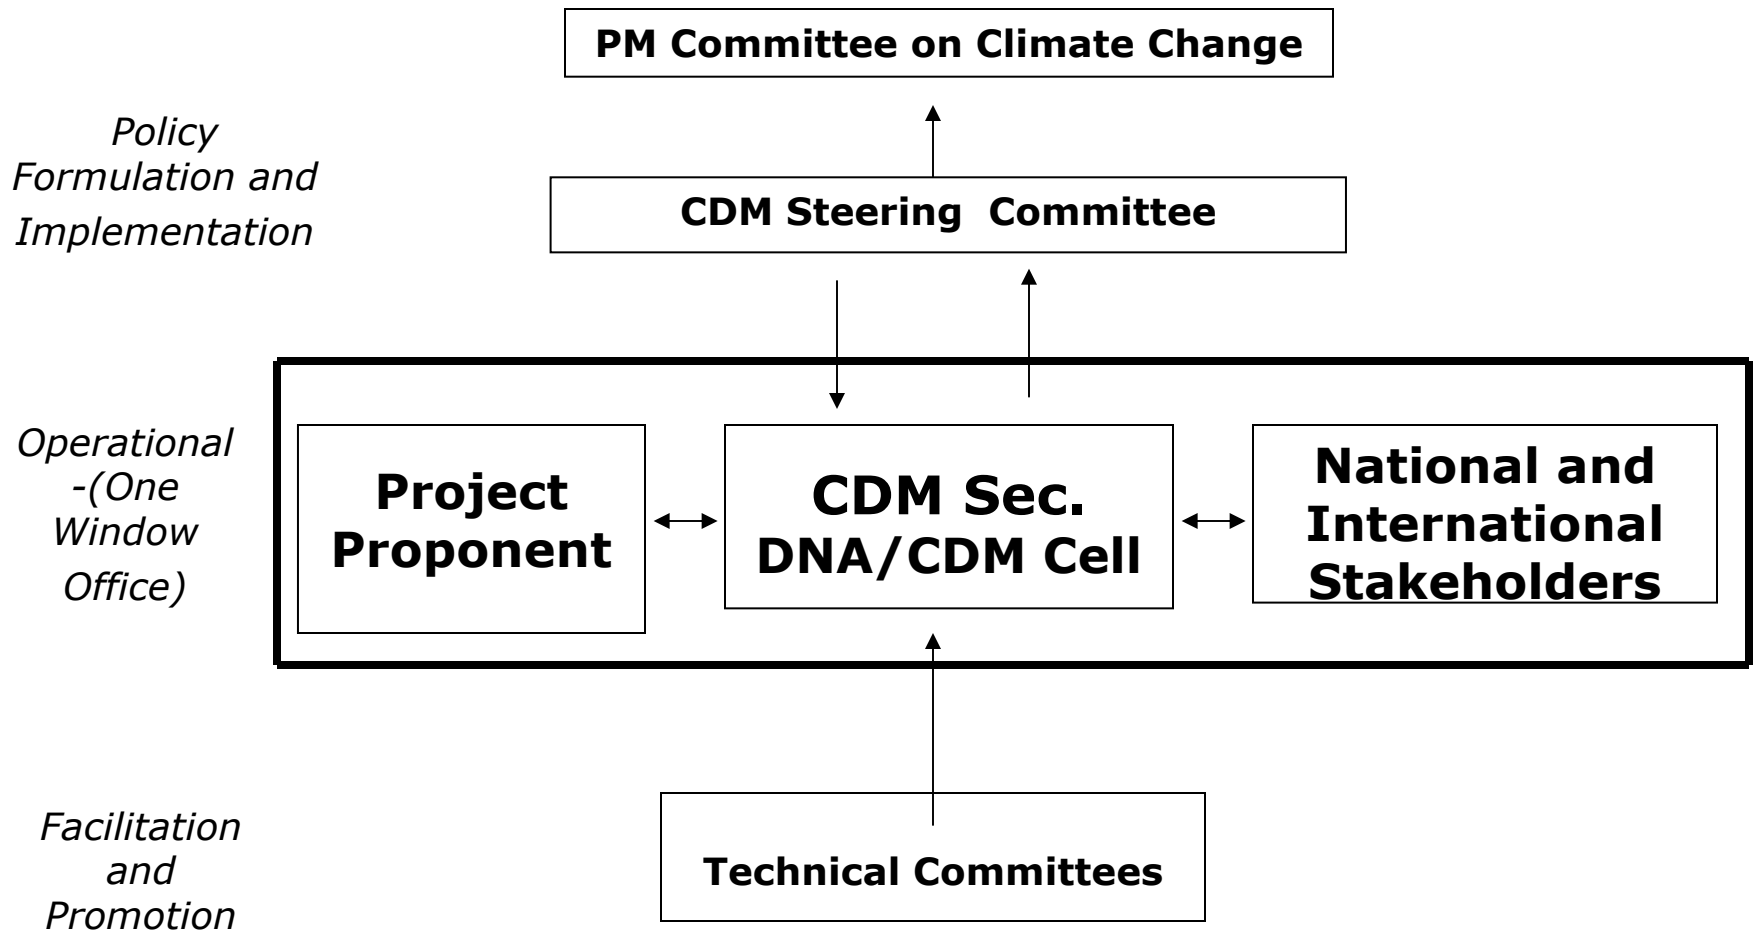 PM Committee on Climate Change
Policy
Formulation and
Implementation
CDM Steering  Committee
Operational
-(One
Window
Office)
Project
Proponent
CDM Sec.
DNA/CDM Cell
National and
International
Stakeholders
Facilitation
and
Promotion
Technical Committees